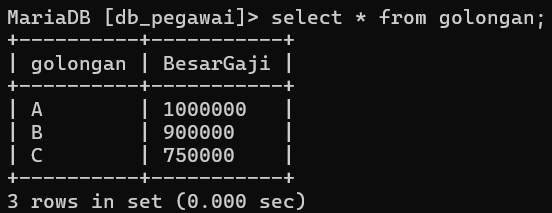 MariaDB [db_pegawai]> select * from golongan;
+----------+-----------+
| golongan | BesarGaji |
+----------+-----------+
| A        | 1000000   |
| B        | 900000    |
| C        | 750000    |
+----------+-----------+
3 rows in set (0.000 sec)